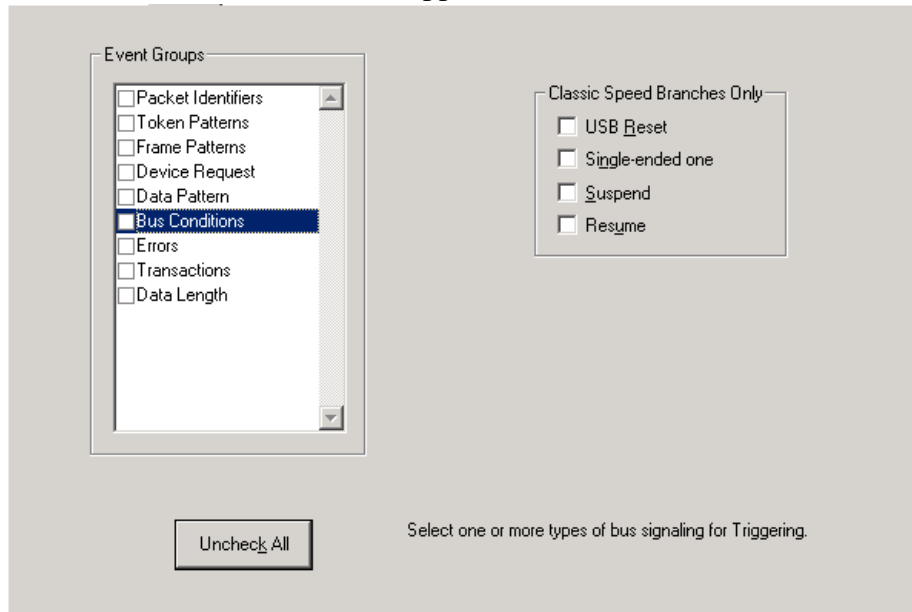 Event Groups
Packet Identifiers
Token Patterns
Frame Patterns
Device Request
Data Pattern
Bus Conditions
Errors
Transactions
Data Length
Classic Speed Branches Only
USB Reset
Single-ended one
Suspend
Resume
Uncheck All
Select one or more types of bus signaling for Triggering.